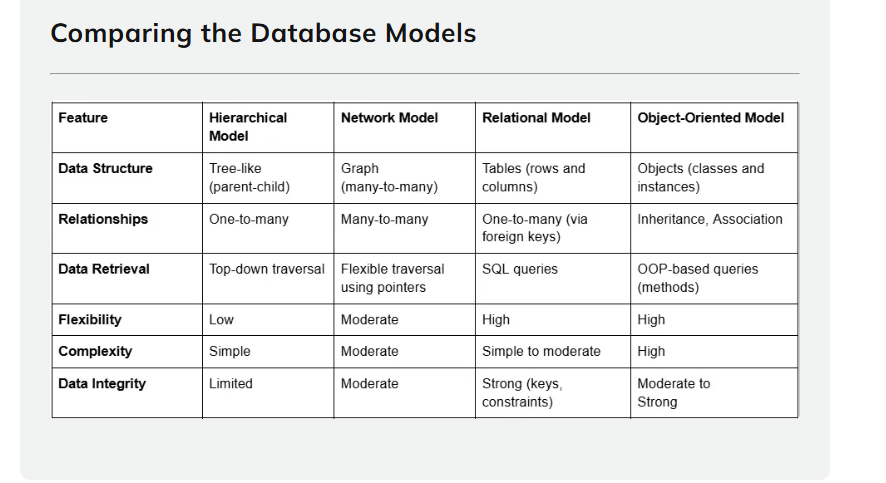 Comparing the Database Models
Feature Hierarchical Model Network Model Relational Model Object-Oriented Model
Data Structure Tree-like (parent-child) Graph (many-to-many) Tables (rows and columns) Objects (classes and instances)
Relationships One-to-many Many-to-many One-to-many (via foreign keys) Inheritance, Association
Data Retrieval Top-down traversal Flexible traversal using pointers SQL queries OOP-based queries (methods)
Flexibility Low Moderate High High
Complexity Simple Moderate Simple to moderate High
Data Integrity Limited Moderate Strong (keys, constraints) Moderate to Strong